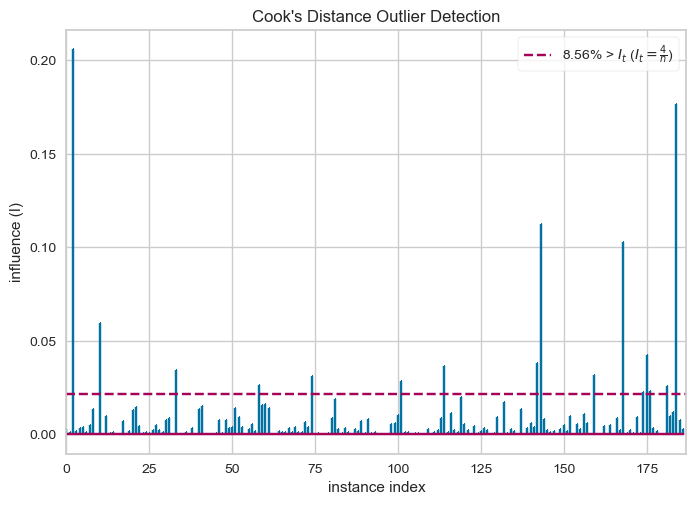 Cook's Distance Outlier Detection
8.56% > I_t (I_t = 4/n)
influence (I)
0.20
0.15
0.10
0.05
0.00
0 25 50 75 100 125 150 175
instance index